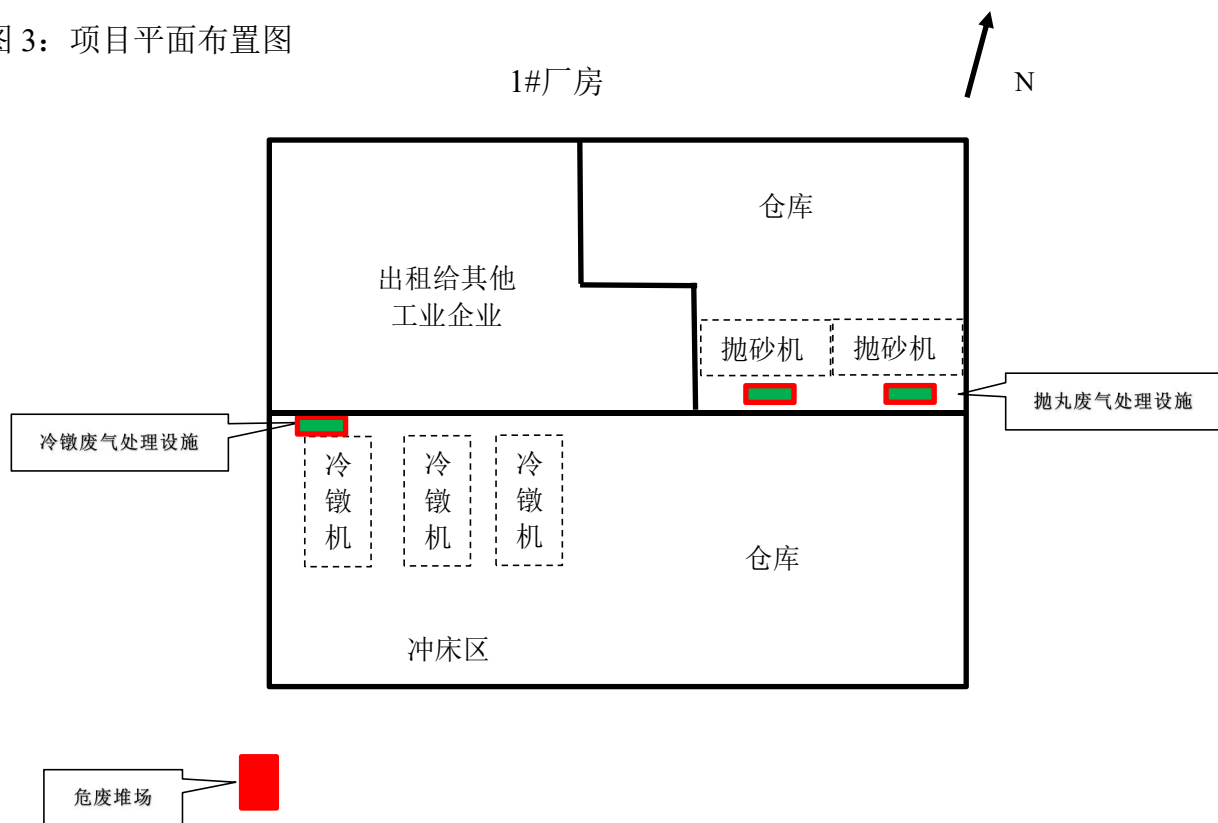 图 3：项目平面布置图
1#厂房
N
仓库
出租给其他
工业企业
抛砂机
抛砂机
抛丸废气处理设施
冷镦废气处理设施
冷
镦
机
冷
镦
机
冷
镦
机
仓库
冲床区
危废堆场